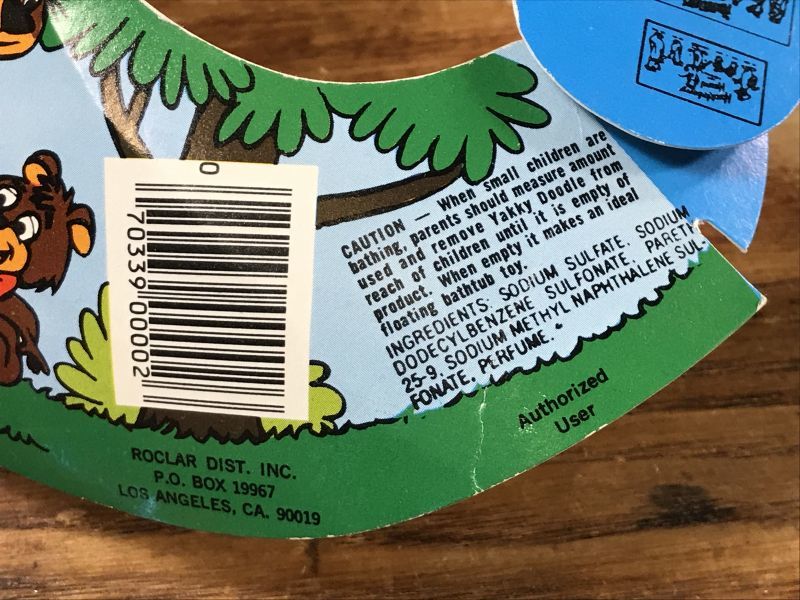 0
70339 00002
CAUTION — When small children are
bathing, parents should measure amount
used and remove Yakky Doodle from
reach of children until it is empty of
product. When empty it makes an ideal
floating bathtub toy.
INGREDIENTS: SODIUM SULFATE, SODIUM
DODECYLBENZENE SULFONATE, PARETH
25-9, SODIUM METHYL NAPHTHALENE SUL-
FONATE, PERFUME.
Authorized
User
ROCLAR DIST. INC.
P.O. BOX 19967
LOS ANGELES, CA. 90019